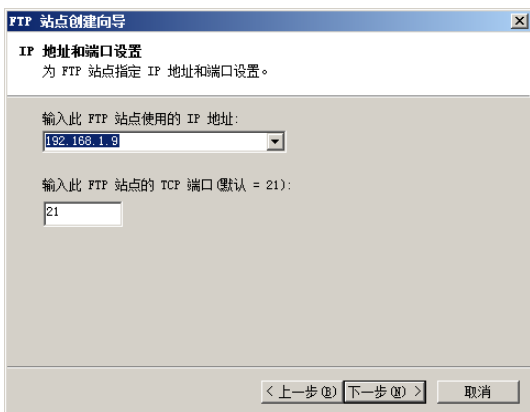 FTP 站点创建向导
IP 地址和端口设置
为 FTP 站点指定 IP 地址和端口设置。
输入此 FTP 站点使用的 IP 地址:
192.168.1.9
输入此 FTP 站点的 TCP 端口(默认 = 21):
21
< 上一步(B) 下一步(N) > 取消